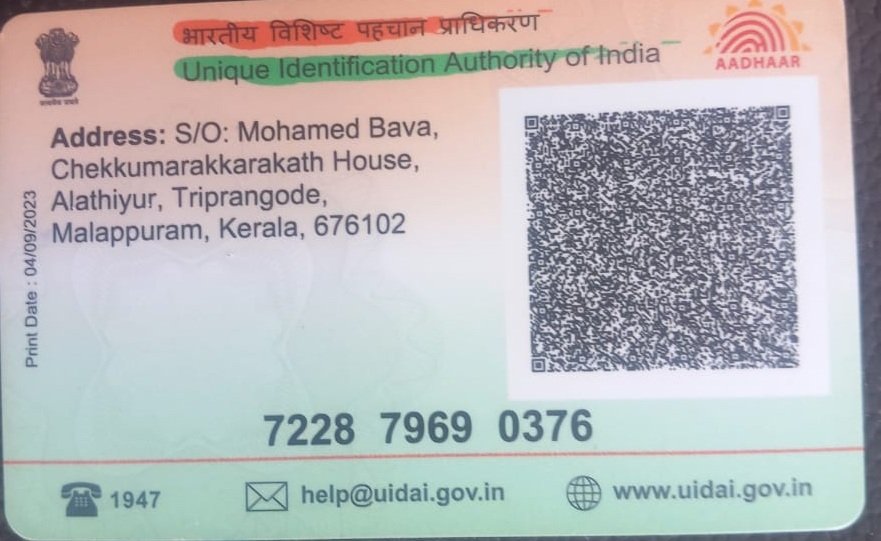 भारतीय विशिष्ट पहचान प्राधिकरण
Unique Identification Authority of India
AADHAAR
Address: S/O: Mohamed Bava,
Chekkumarakkarakath House,
Alathiyur, Triprangode,
Malappuram, Kerala, 676102
Print Date : 04/09/2023
7228 7969 0376
1947
help@uidai.gov.in
www.uidai.gov.in